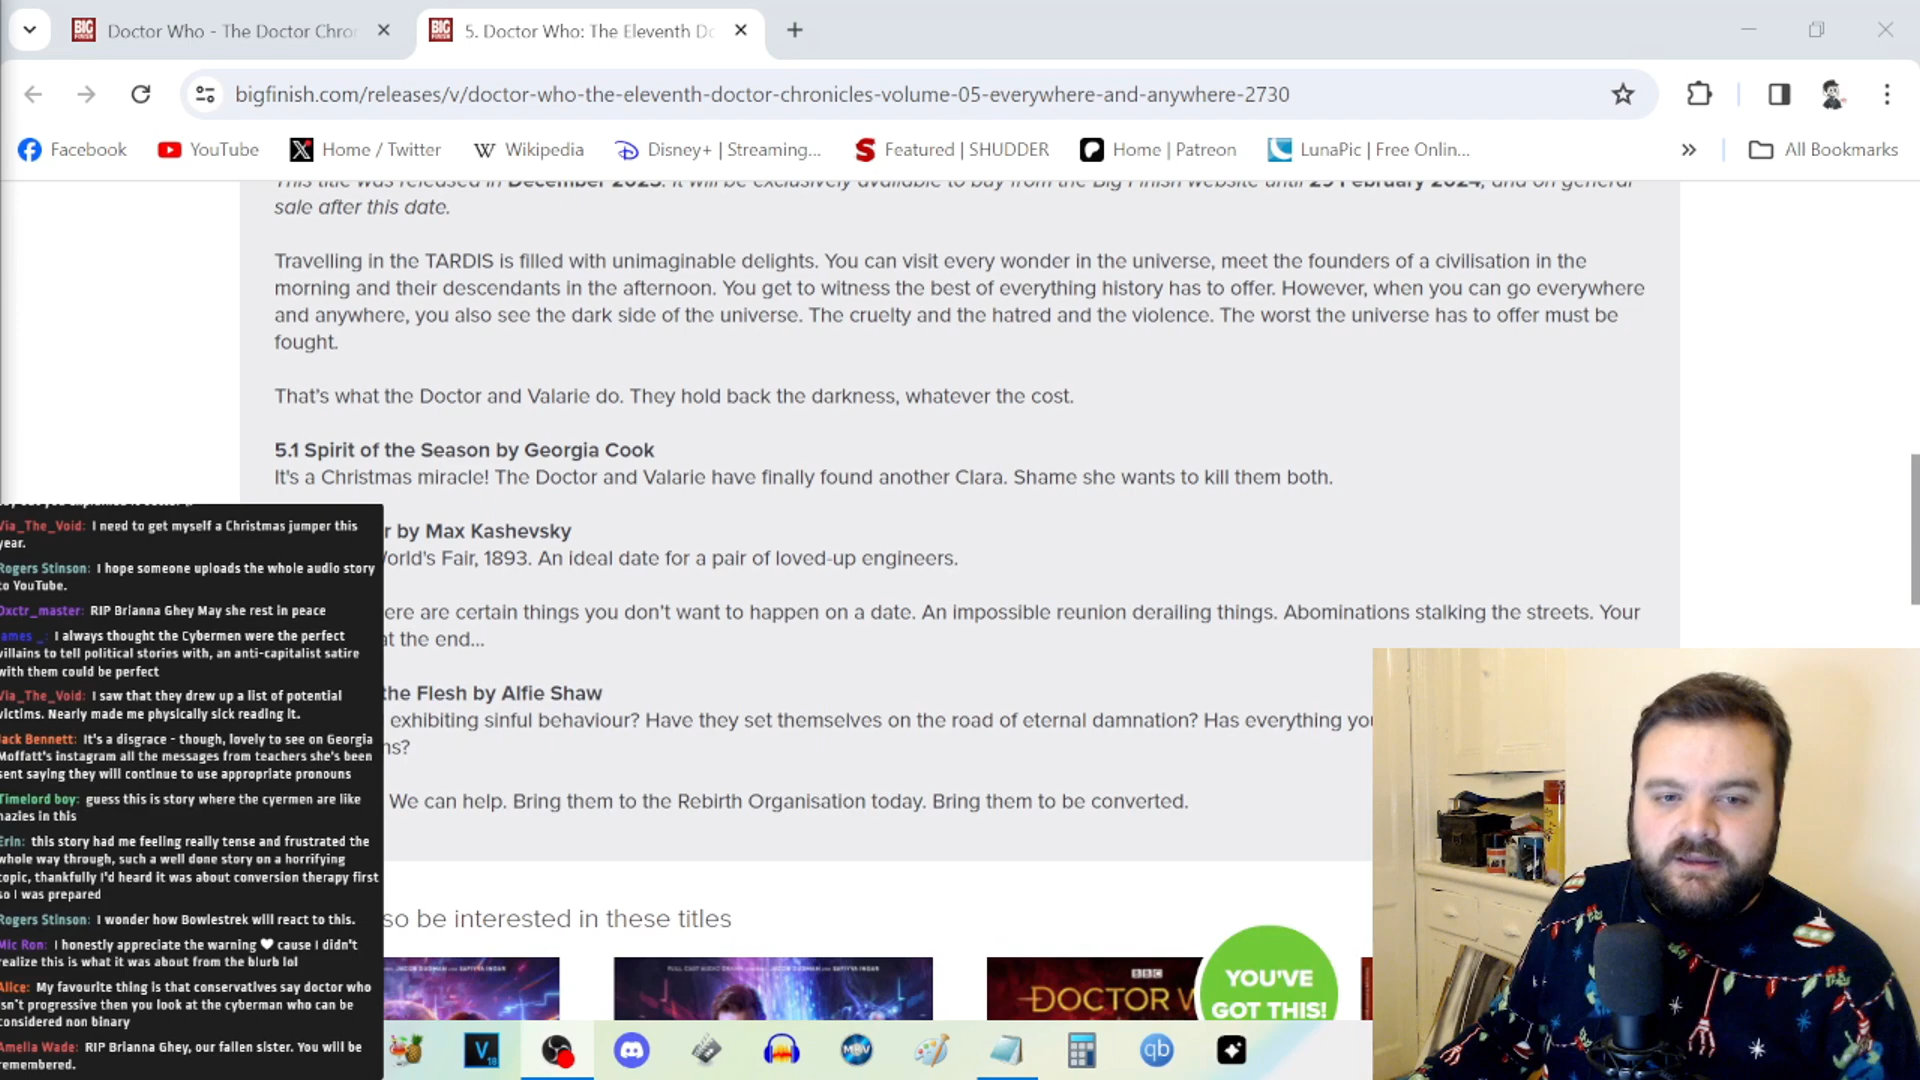 Doctor Who - The Doctor Chror
5. Doctor Who: The Eleventh Do
bigfinish.com/releases/v/doctor-who-the-eleventh-doctor-chronicles-volume-05-everywhere-and-anywhere-2730
Facebook
YouTube
Home / Twitter
Wikipedia
Disney+ | Streaming...
Featured | SHUDDER
Home | Patreon
LunaPic | Free Onlin...
All Bookmarks
This title was released in December 2023. It will be exclusively available to buy from the Big Finish website until 29 February 2024, and on general
sale after this date.
Travelling in the TARDIS is filled with unimaginable delights. You can visit every wonder in the universe, meet the founders of a civilisation in the
morning and their descendants in the afternoon. You get to witness the best of everything history has to offer. However, when you can go everywhere
and anywhere, you also see the dark side of the universe. The cruelty and the hatred and the violence. The worst the universe has to offer must be
fought.
That's what the Doctor and Valarie do. They hold back the darkness, whatever the cost.
5.1 Spirit of the Season by Georgia Cook
It's a Christmas miracle! The Doctor and Valarie have finally found another Clara. Shame she wants to kill them both.
r by Max Kashevsky
World's Fair, 1893. An ideal date for a pair of loved-up engineers.
ere are certain things you don't want to happen on a date. An impossible reunion derailing things. Abominations stalking the streets. Your
at the end...
the Flesh by Alfie Shaw
exhibiting sinful behaviour? Have they set themselves on the road of eternal damnation? Has everything you
ns?
We can help. Bring them to the Rebirth Organisation today. Bring them to be converted.
so be interested in these titles
FULL CAST AUDIO DRAMA JACOB DUDMAN AND SAFIYYA INGAR
BBC
DOCTOR W
YOU'VE
GOT THIS!
Via_The_Void: I need to get myself a Christmas jumper this
year.
Rogers Stinson: I hope someone uploads the whole audio story
to YouTube.
Dxctr_master: RIP Brianna Ghey May she rest in peace
james _: I always thought the Cybermen were the perfect
villains to tell political stories with, an anti-capitalist satire
with them could be perfect
Via_The_Void: I saw that they drew up a list of potential
victims. Nearly made me physically sick reading it.
Jack Bennett: It's a disgrace - though, lovely to see on Georgia
Moffatt's instagram all the messages from teachers she's been
sent saying they will continue to use appropriate pronouns
Timelord boy: guess this is story where the cyermen are like
nazies in this
Erin: this story had me feeling really tense and frustrated the
whole way through, such a well done story on a horrifying
topic, thankfully I'd heard it was about conversion therapy first
so I was prepared
Rogers Stinson: I wonder how Bowlestrek will react to this.
Mic Ron: I honestly appreciate the warning ♥ cause I didn't
realize this is what it was about from the blurb lol
Alice: My favourite thing is that conservatives say doctor who
isn't progressive then you look at the cyberman who can be
considered non binary
Amelia Wade: RIP Brianna Ghey, our fallen sister. You will be
remembered.